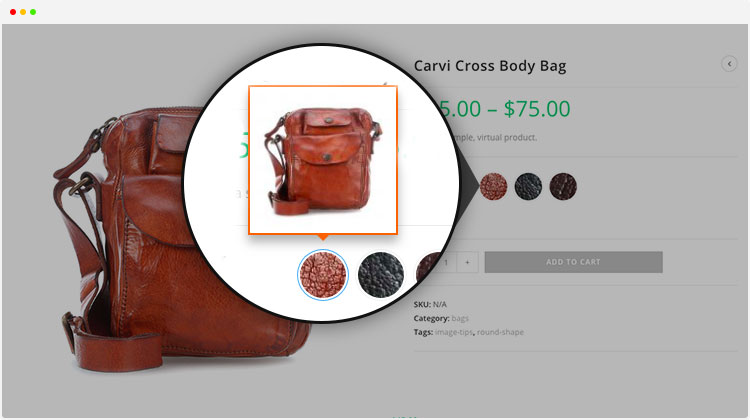 Carvi Cross Body Bag
5.00 – $75.00
mple, virtual product.
1 +
ADD TO CART
SKU: N/A
Category: bags
Tags: image-tips, round-shape